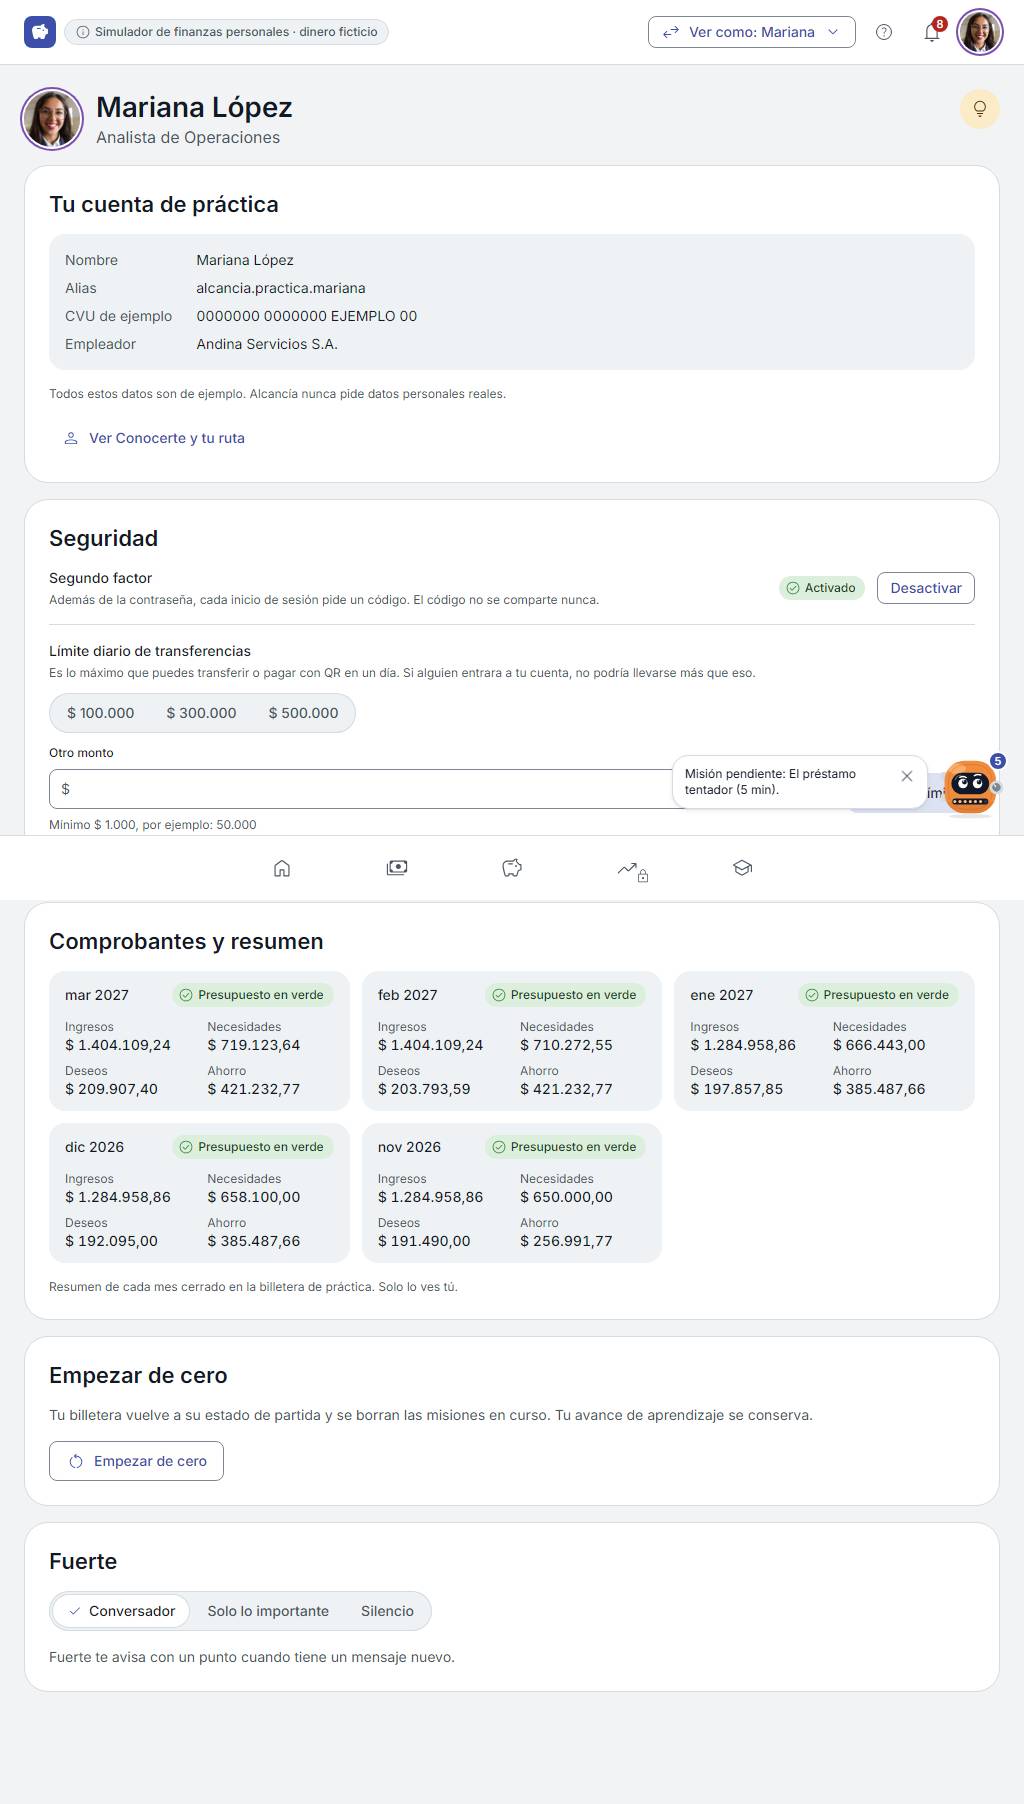 Simulador de finanzas personales · dinero ficticio
Ver como: Mariana
8
Mariana López
Analista de Operaciones
Tu cuenta de práctica
Nombre Mariana López
Alias alcancia.practica.mariana
CVU de ejemplo 0000000 0000000 EJEMPLO 00
Empleador Andina Servicios S.A.
Todos estos datos son de ejemplo. Alcancía nunca pide datos personales reales.
Ver Conocerte y tu ruta
Seguridad
Segundo factor
Además de la contraseña, cada inicio de sesión pide un código. El código no se comparte nunca.
Activado
Desactivar
Límite diario de transferencias
Es lo máximo que puedes transferir o pagar con QR en un día. Si alguien entrara a tu cuenta, no podría llevarse más que eso.
$ 100.000 $ 300.000 $ 500.000
Otro monto
$
Misión pendiente: El préstamo
tentador (5 min).
5
Mínimo $ 1.000, por ejemplo: 50.000
Comprobantes y resumen
mar 2027 Presupuesto en verde
Ingresos Necesidades
$ 1.404.109,24 $ 719.123,64
Deseos Ahorro
$ 209.907,40 $ 421.232,77
feb 2027 Presupuesto en verde
Ingresos Necesidades
$ 1.404.109,24 $ 710.272,55
Deseos Ahorro
$ 203.793,59 $ 421.232,77
ene 2027 Presupuesto en verde
Ingresos Necesidades
$ 1.284.958,86 $ 666.443,00
Deseos Ahorro
$ 197.857,85 $ 385.487,66
dic 2026 Presupuesto en verde
Ingresos Necesidades
$ 1.284.958,86 $ 658.100,00
Deseos Ahorro
$ 192.095,00 $ 385.487,66
nov 2026 Presupuesto en verde
Ingresos Necesidades
$ 1.284.958,86 $ 650.000,00
Deseos Ahorro
$ 191.490,00 $ 256.991,77
Resumen de cada mes cerrado en la billetera de práctica. Solo lo ves tú.
Empezar de cero
Tu billetera vuelve a su estado de partida y se borran las misiones en curso. Tu avance de aprendizaje se conserva.
Empezar de cero
Fuerte
Conversador Solo lo importante Silencio
Fuerte te avisa con un punto cuando tiene un mensaje nuevo.